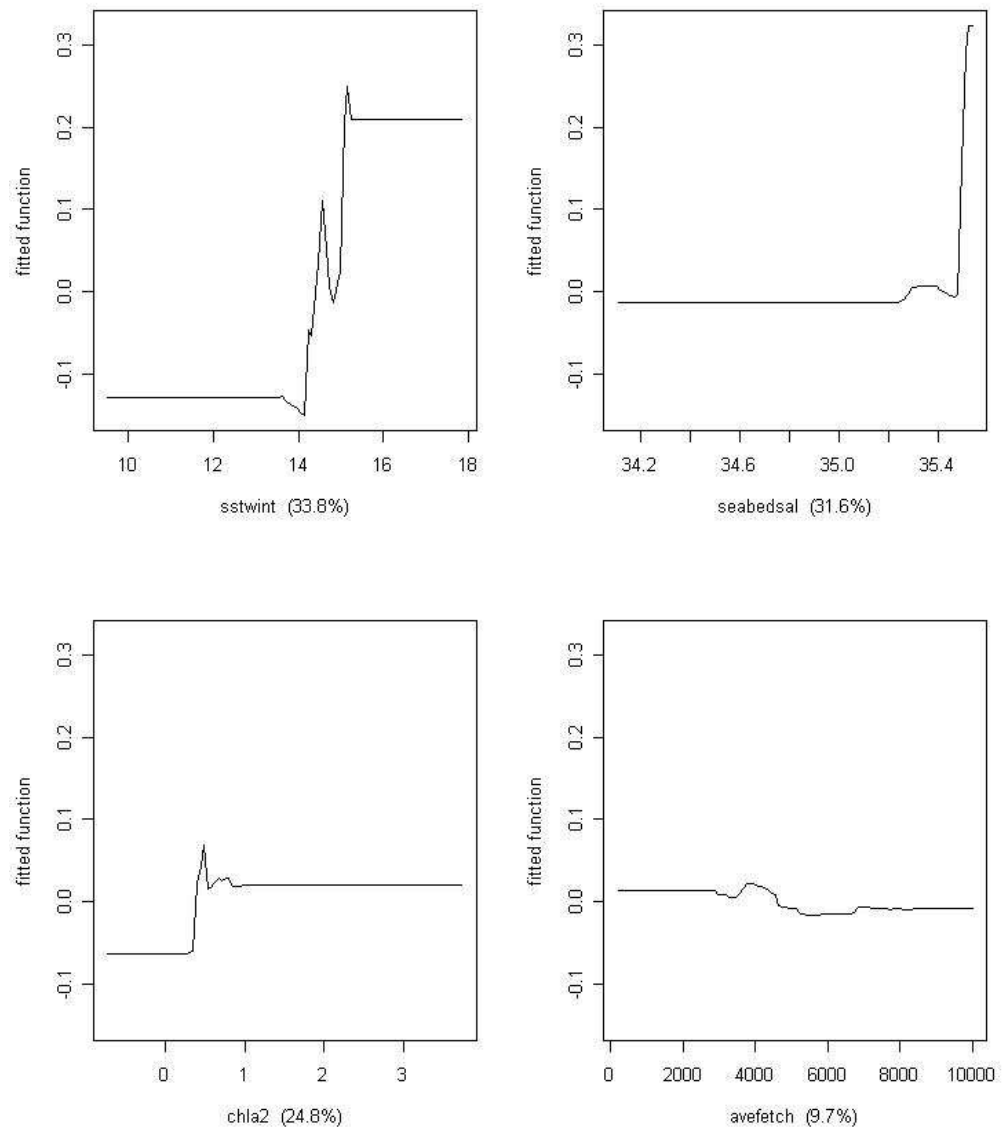 0.3
0.2
0.1
0.0
-0.1
fitted function
10 12 14 16 18
sstwint (33.8%)
0.3
0.2
0.1
0.0
-0.1
fitted function
34.2 34.6 35.0 35.4
seabedsal (31.6%)
0.3
0.2
0.1
0.0
-0.1
fitted function
0 1 2 3
chla2 (24.8%)
0.3
0.2
0.1
0.0
-0.1
fitted function
0 2000 4000 6000 8000 10000
avefetch (9.7%)